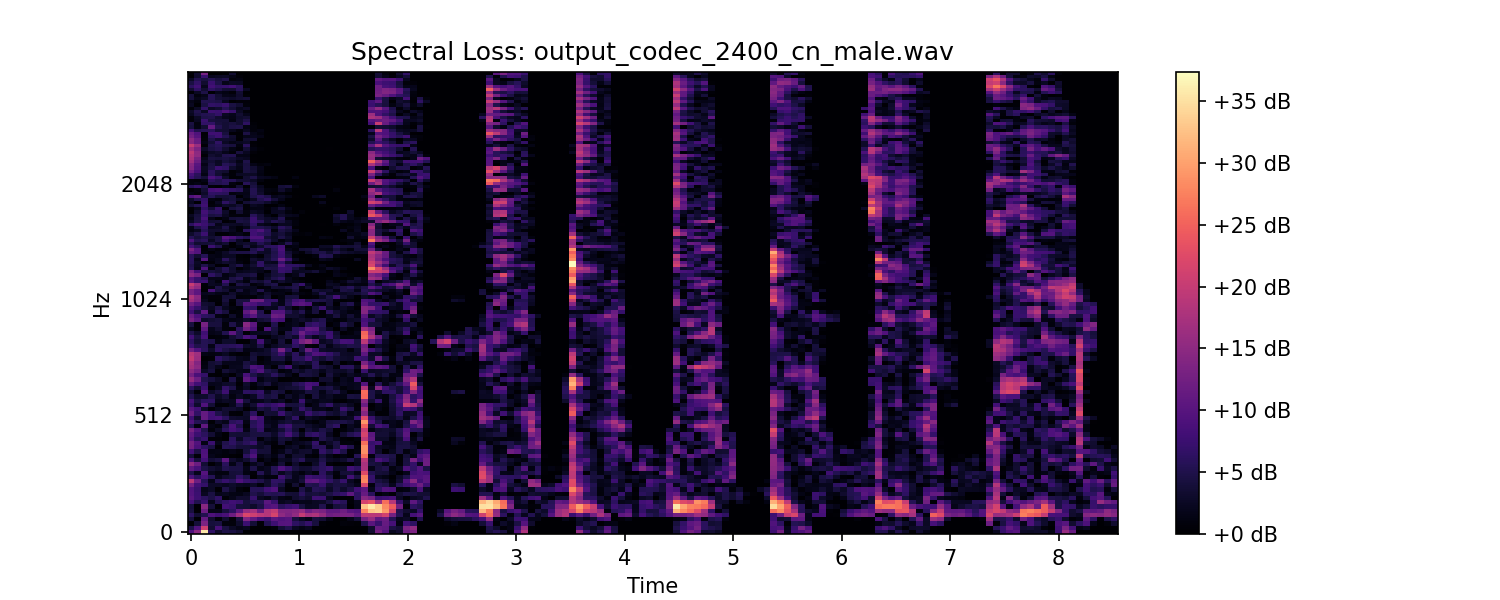 Spectral Loss: output_codec_2400_cn_male.wav
Hz
2048
1024
512
0
0 1 2 3 4 5 6 7 8
Time
+35 dB
+30 dB
+25 dB
+20 dB
+15 dB
+10 dB
+5 dB
+0 dB